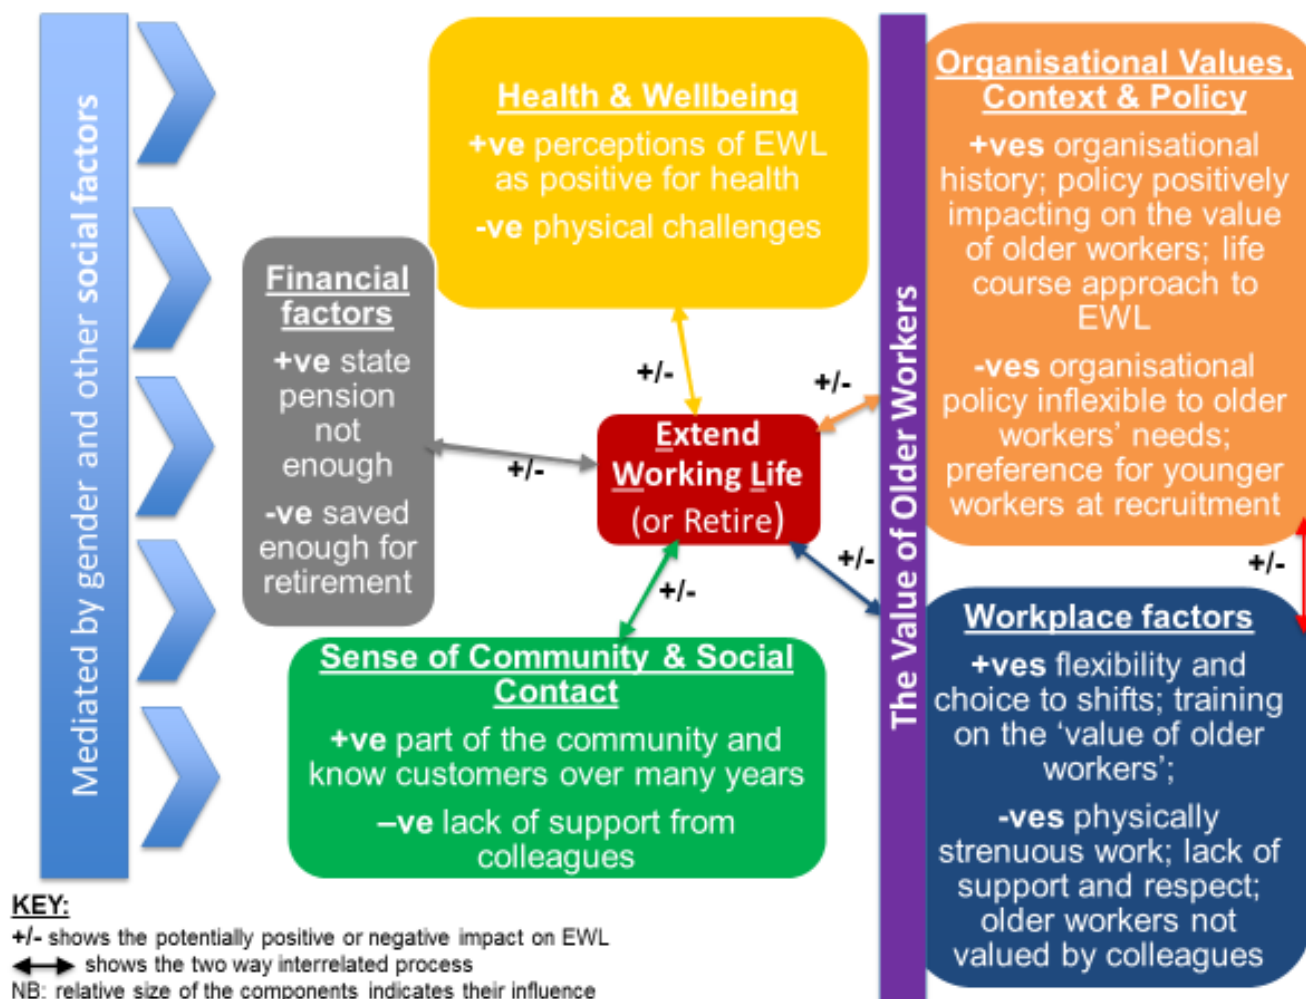 Mediated by gender and other social factors
Health & Wellbeing
+ve perceptions of EWL
as positive for health
-ve physical challenges
Financial
factors
+ve state
pension
not
enough
-ve saved
enough for
retirement
+/-
+/-
+/-
+/-
+/-
Extend
Working Life
(or Retire)
Sense of Community & Social
Contact
+ve part of the community and
know customers over many years
–ve lack of support from
colleagues
The Value of Older Workers
Organisational Values,
Context & Policy
+ves organisational
history; policy positively
impacting on the value
of older workers; life
course approach to
EWL
-ves organisational
policy inflexible to older
workers' needs;
preference for younger
workers at recruitment
+/-
Workplace factors
+ves flexibility and
choice to shifts; training
on the ‘value of older
workers’;
-ves physically
strenuous work; lack of
support and respect;
older workers not
valued by colleagues
KEY:
+/- shows the potentially positive or negative impact on EWL
shows the two way interrelated process
NB: relative size of the components indicates their influence